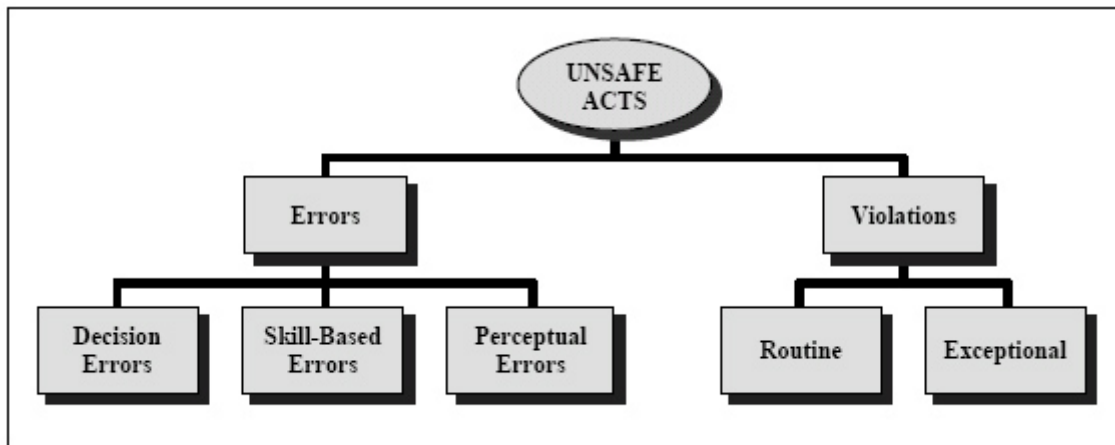 UNSAFE
ACTS
Errors
Violations
Decision
Errors
Skill-Based
Errors
Perceptual
Errors
Routine
Exceptional